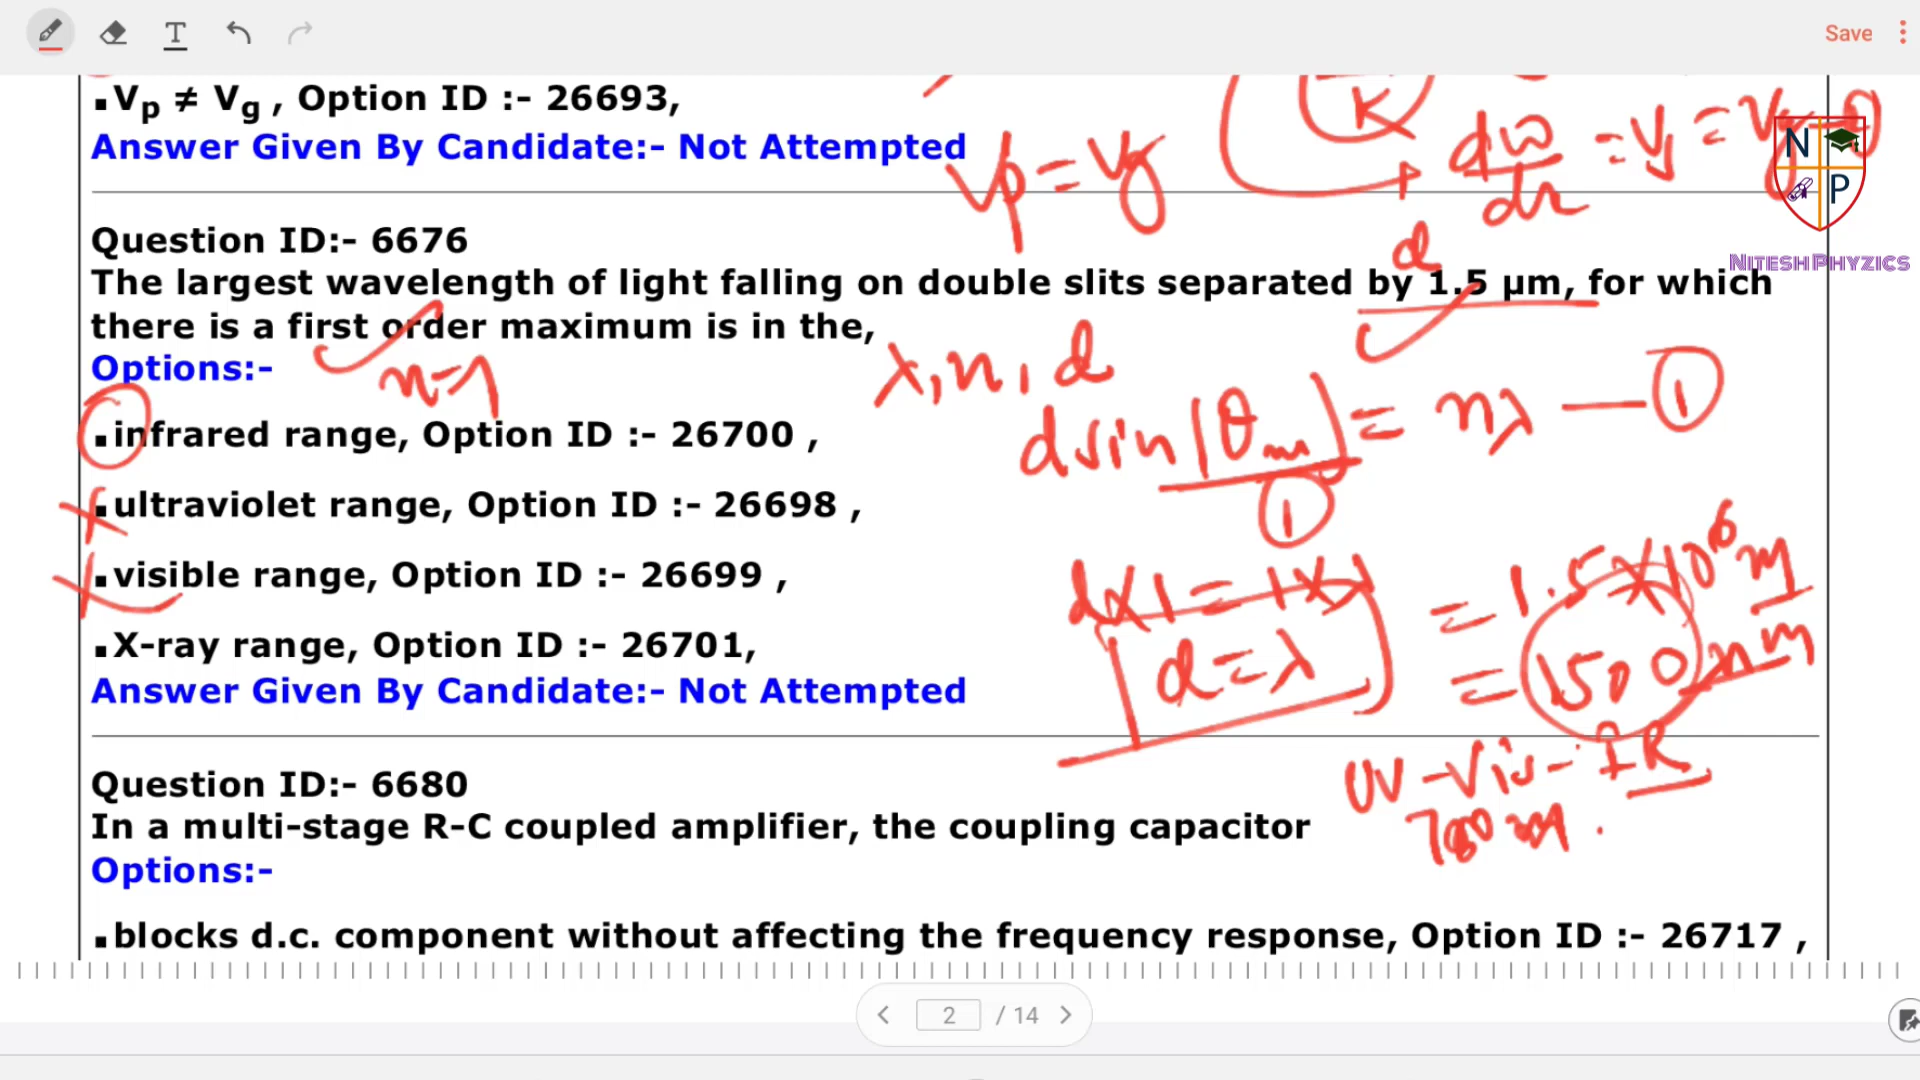 Save
▪Vp ≠ Vg , Option ID :- 26693,
Answer Given By Candidate:- Not Attempted
Vp = Vg
K
dω/dk = Vg =
N P
NITESH PHYZICS
Question ID:- 6676
d
The largest wavelength of light falling on double slits separated by 1.5 μm, for which
there is a first order maximum is in the,
Options:-
n=1
λ, n, d
▪infrared range, Option ID :- 26700 ,
d sin(θm) = nλ — ①
①
▪ultraviolet range, Option ID :- 26698 ,
▪visible range, Option ID :- 26699 ,
d×1 = 1×λ = 1.5×10⁶ m
▪X-ray range, Option ID :- 26701,
d = λ = 1500 nm
Answer Given By Candidate:- Not Attempted
UV - Vis - IR
Question ID:- 6680
In a multi-stage R-C coupled amplifier, the coupling capacitor
780 nm .
Options:-
▪blocks d.c. component without affecting the frequency response, Option ID :- 26717 ,
2 / 14